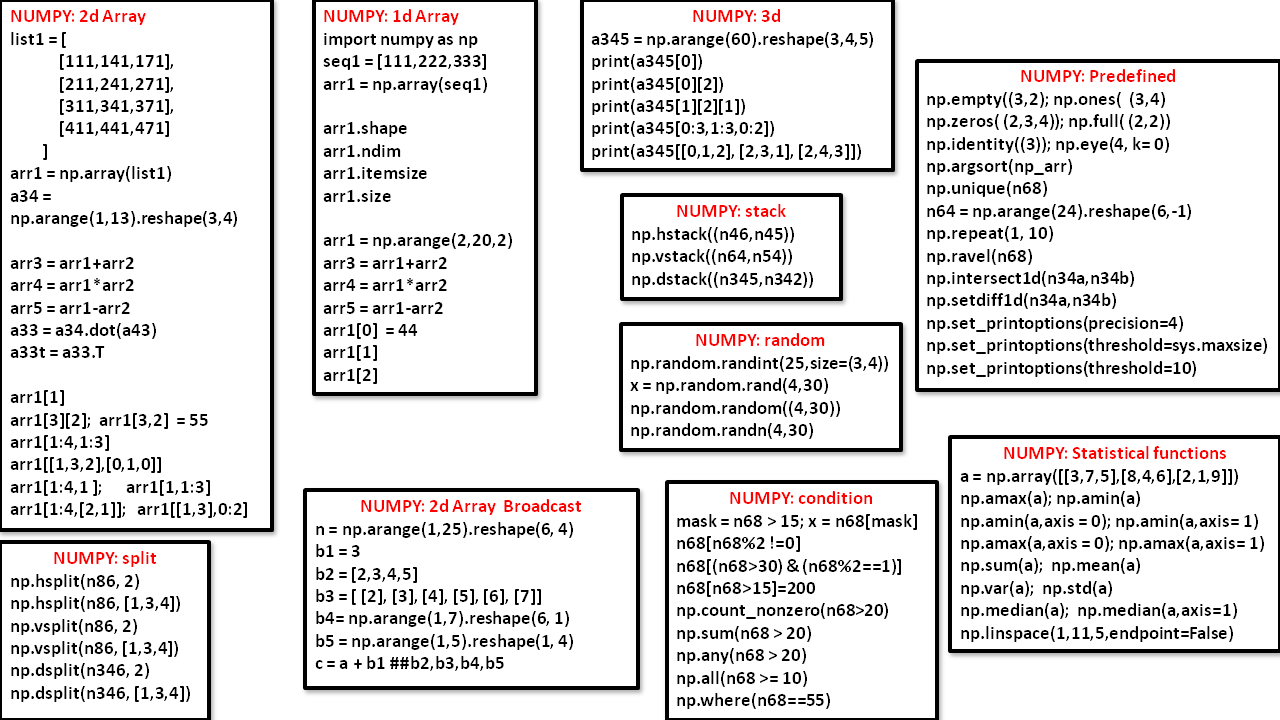 NUMPY: 2d Array
list1 = [
[111,141,171],
[211,241,271],
[311,341,371],
[411,441,471]
]
arr1 = np.array(list1)
a34 =
np.arange(1,13).reshape(3,4)
arr3 = arr1+arr2
arr4 = arr1*arr2
arr5 = arr1-arr2
a33 = a34.dot(a43)
a33t = a33.T
arr1[1]
arr1[3][2]; arr1[3,2] = 55
arr1[1:4,1:3]
arr1[[1,3,2],[0,1,0]]
arr1[1:4,1 ]; arr1[1,1:3]
arr1[1:4,[2,1]]; arr1[[1,3],0:2]
NUMPY: split
np.hsplit(n86, 2)
np.hsplit(n86, [1,3,4])
np.vsplit(n86, 2)
np.vsplit(n86, [1,3,4])
np.dsplit(n346, 2)
np.dsplit(n346, [1,3,4])
NUMPY: 1d Array
import numpy as np
seq1 = [111,222,333]
arr1 = np.array(seq1)
arr1.shape
arr1.ndim
arr1.itemsize
arr1.size
arr1 = np.arange(2,20,2)
arr3 = arr1+arr2
arr4 = arr1*arr2
arr5 = arr1-arr2
arr1[0] = 44
arr1[1]
arr1[2]
NUMPY: 2d Array Broadcast
n = np.arange(1,25).reshape(6, 4)
b1 = 3
b2 = [2,3,4,5]
b3 = [ [2], [3], [4], [5], [6], [7]]
b4= np.arange(1,7).reshape(6, 1)
b5 = np.arange(1,5).reshape(1, 4)
c = a + b1 ##b2,b3,b4,b5
NUMPY: 3d
a345 = np.arange(60).reshape(3,4,5)
print(a345[0])
print(a345[0][2])
print(a345[1][2][1])
print(a345[0:3,1:3,0:2])
print(a345[[0,1,2], [2,3,1], [2,4,3]])
NUMPY: stack
np.hstack((n46,n45))
np.vstack((n64,n54))
np.dstack((n345,n342))
NUMPY: random
np.random.randint(25,size=(3,4))
x = np.random.rand(4,30)
np.random.random((4,30))
np.random.randn(4,30)
NUMPY: condition
mask = n68 > 15; x = n68[mask]
n68[n68%2 !=0]
n68[(n68>30) & (n68%2==1)]
n68[n68>15]=200
np.count_nonzero(n68>20)
np.sum(n68 > 20)
np.any(n68 > 20)
np.all(n68 >= 10)
np.where(n68==55)
NUMPY: Predefined
np.empty((3,2); np.ones( (3,4)
np.zeros( (2,3,4)); np.full( (2,2))
np.identity((3)); np.eye(4, k= 0)
np.argsort(np_arr)
np.unique(n68)
n64 = np.arange(24).reshape(6,-1)
np.repeat(1, 10)
np.ravel(n68)
np.intersect1d(n34a,n34b)
np.setdiff1d(n34a,n34b)
np.set_printoptions(precision=4)
np.set_printoptions(threshold=sys.maxsize)
np.set_printoptions(threshold=10)
NUMPY: Statistical functions
a = np.array([[3,7,5],[8,4,6],[2,1,9]])
np.amax(a); np.amin(a)
np.amin(a,axis = 0); np.amin(a,axis= 1)
np.amax(a,axis = 0); np.amax(a,axis= 1)
np.sum(a); np.mean(a)
np.var(a); np.std(a)
np.median(a); np.median(a,axis=1)
np.linspace(1,11,5,endpoint=False)